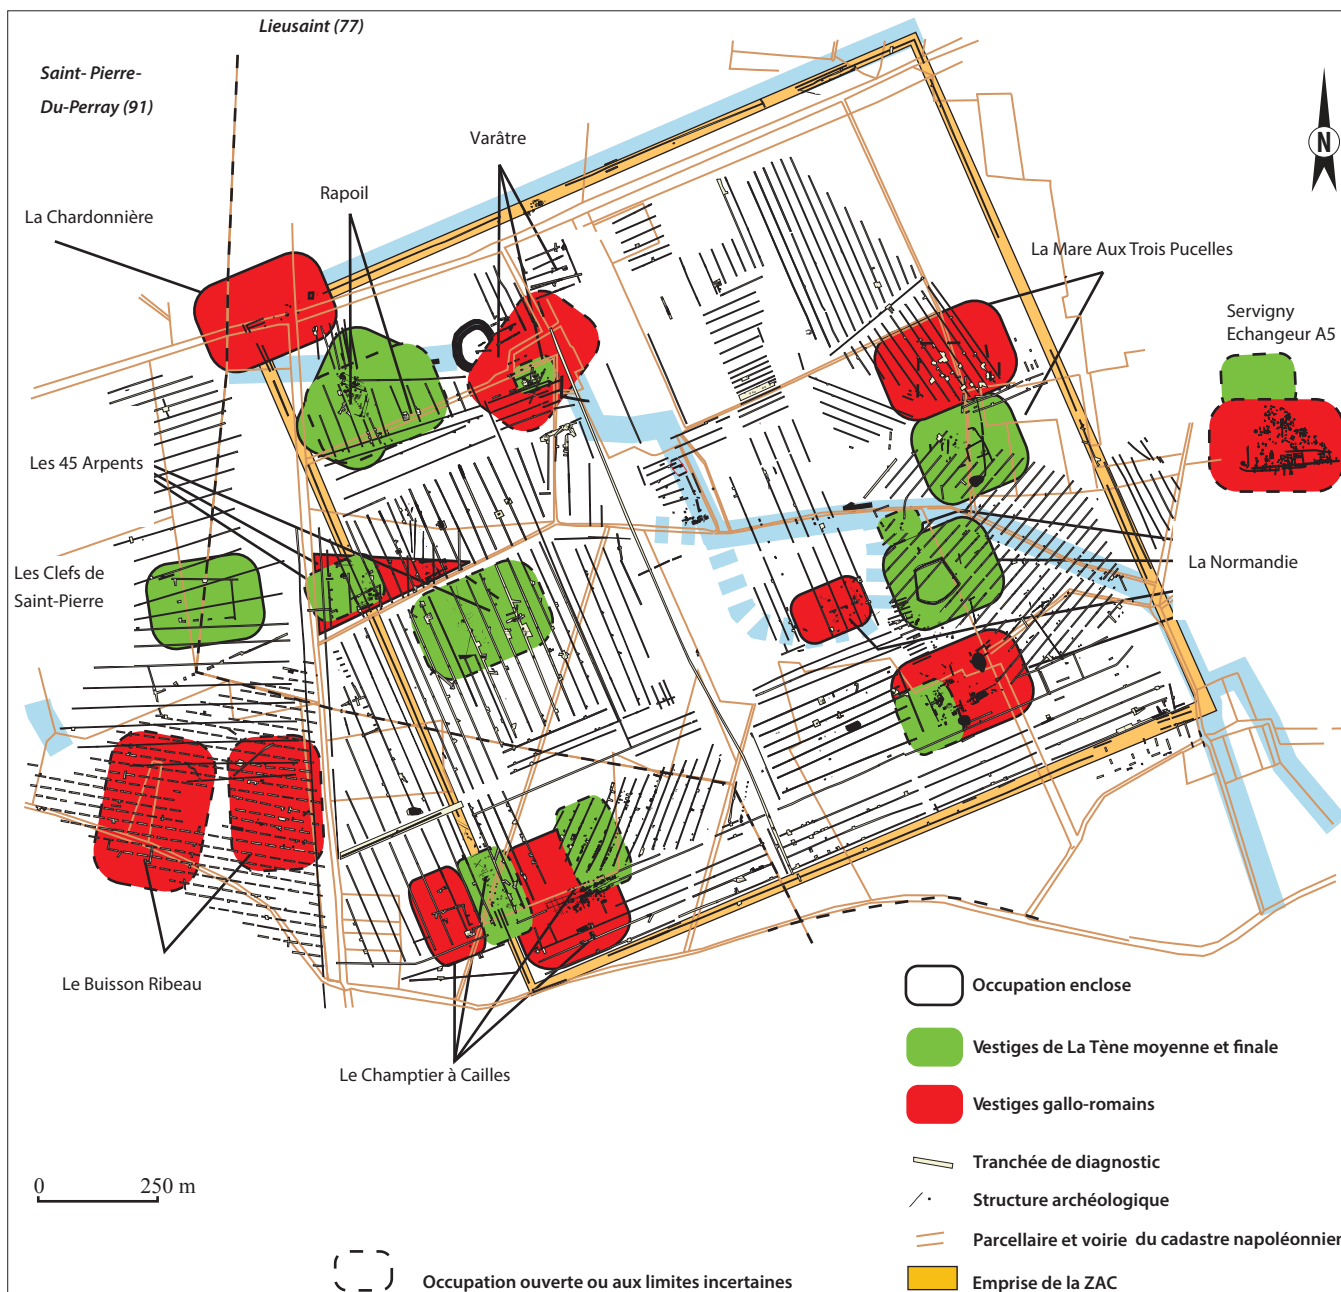 Lieusaint (77)
Saint- Pierre-
Du-Perray (91)
Varâtre
Rapoil
La Chardonnière
N
La Mare Aux Trois Pucelles
Servigny
Echangeur A5
Les 45 Arpents
Les Clefs de
Saint-Pierre
La Normandie
Le Buisson Ribeau
Le Champtier à Cailles
Occupation enclose
Vestiges de La Tène moyenne et finale
Vestiges gallo-romains
Tranchée de diagnostic
Structure archéologique
Parcellaire et voirie du cadastre napoléonnier
Emprise de la ZAC
0 250 m
Occupation ouverte ou aux limites incertaines